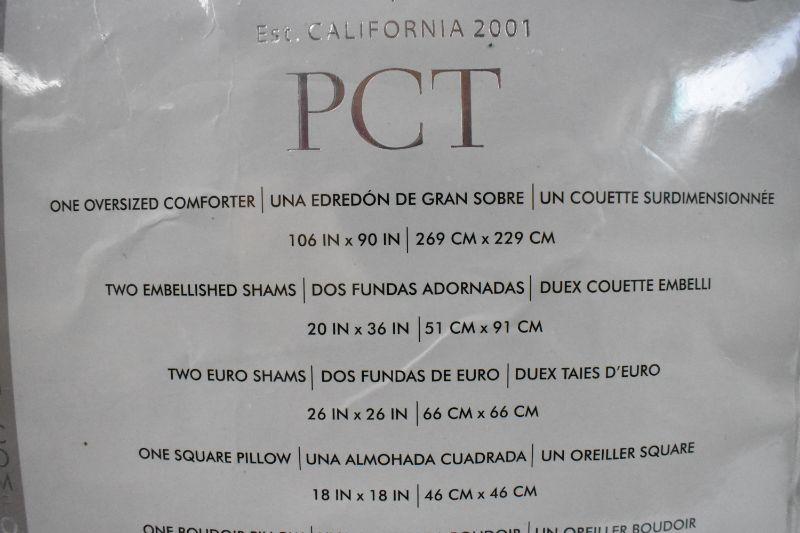 Est. CALIFORNIA 2001
PCT
ONE OVERSIZED COMFORTER | UNA EDREDÓN DE GRAN SOBRE | UN COUETTE SURDIMENSIONNÉE
106 IN x 90 IN | 269 CM x 229 CM
TWO EMBELLISHED SHAMS | DOS FUNDAS ADORNADAS | DUEX COUETTE EMBELLI
20 IN x 36 IN | 51 CM x 91 CM
TWO EURO SHAMS | DOS FUNDAS DE EURO | DUEX TAIES D'EURO
26 IN x 26 IN | 66 CM x 66 CM
ONE SQUARE PILLOW | UNA ALMOHADA CUADRADA | UN OREILLER SQUARE
18 IN x 18 IN | 46 CM x 46 CM
ONE BOUDOIR PILLOW | BOUDOIR | UN OREILLER BOUDOIR